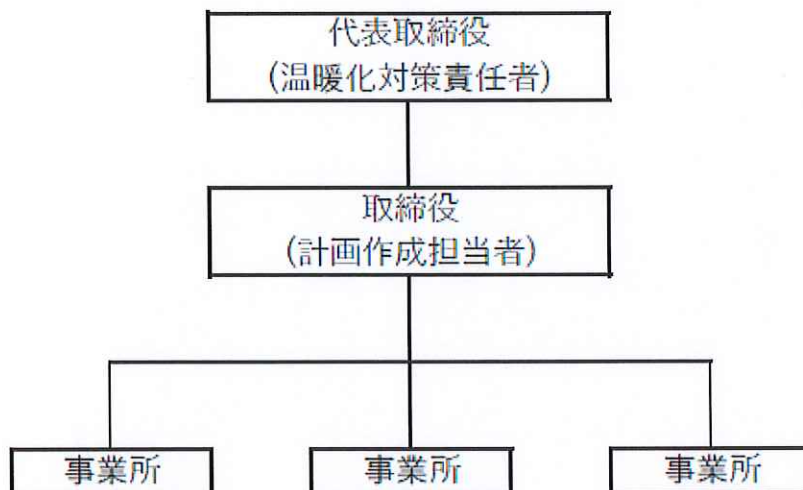 代表取締役
(温暖化対策責任者)
取締役
(計画作成担当者)
事業所
事業所
事業所